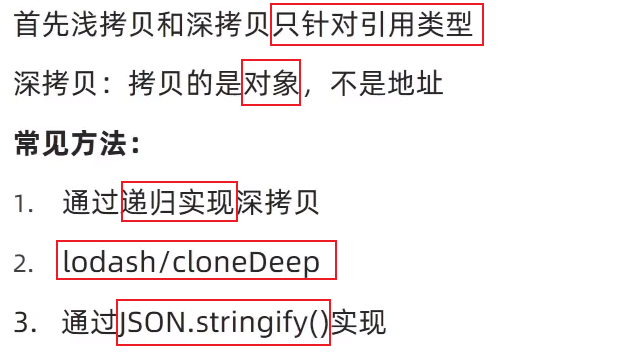 首先浅拷贝和深拷贝只针对引用类型
深拷贝：拷贝的是对象，不是地址
常见方法：
1. 通过递归实现深拷贝
2. lodash/cloneDeep
3. 通过JSON.stringify()实现